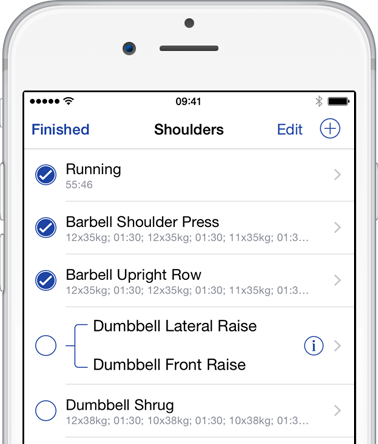 09:41
Finished Shoulders Edit
Running
55:46
Barbell Shoulder Press
12x35kg; 01:30; 12x35kg; 01:30; 11x35kg; 01:3...
Barbell Upright Row
12x35kg; 01:30; 12x35kg; 01:30; 11x35kg; 01:3...
Dumbbell Lateral Raise
Dumbbell Front Raise
Dumbbell Shrug
12x38kg; 01:30; 10x38kg; 01:30; 10x38kg; 01:3...